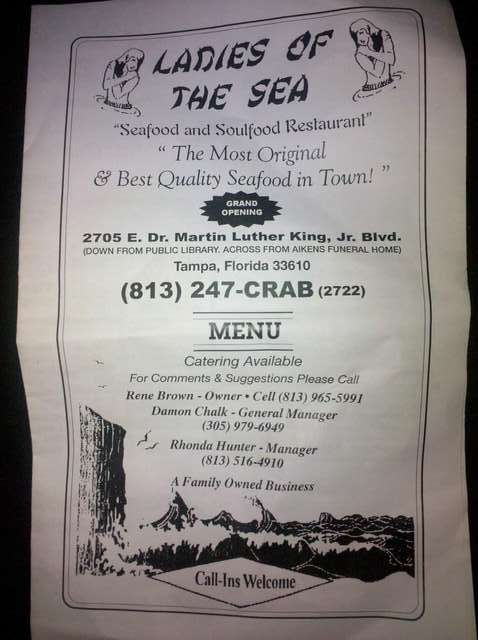 LADIES OF
THE SEA
"Seafood and Soulfood Restaurant"
" The Most Original
& Best Quality Seafood in Town! "
GRAND
OPENING
2705 E. Dr. Martin Luther King, Jr. Blvd.
(DOWN FROM PUBLIC LIBRARY. ACROSS FROM AIKENS FUNERAL HOME)
Tampa, Florida 33610
(813) 247-CRAB (2722)
MENU
Catering Available
For Comments & Suggestions Please Call
Rene Brown - Owner • Cell (813) 965-5991
Damon Chalk - General Manager
(305) 979-6949
Rhonda Hunter - Manager
(813) 516-4910
A Family Owned Business
Call-Ins Welcome